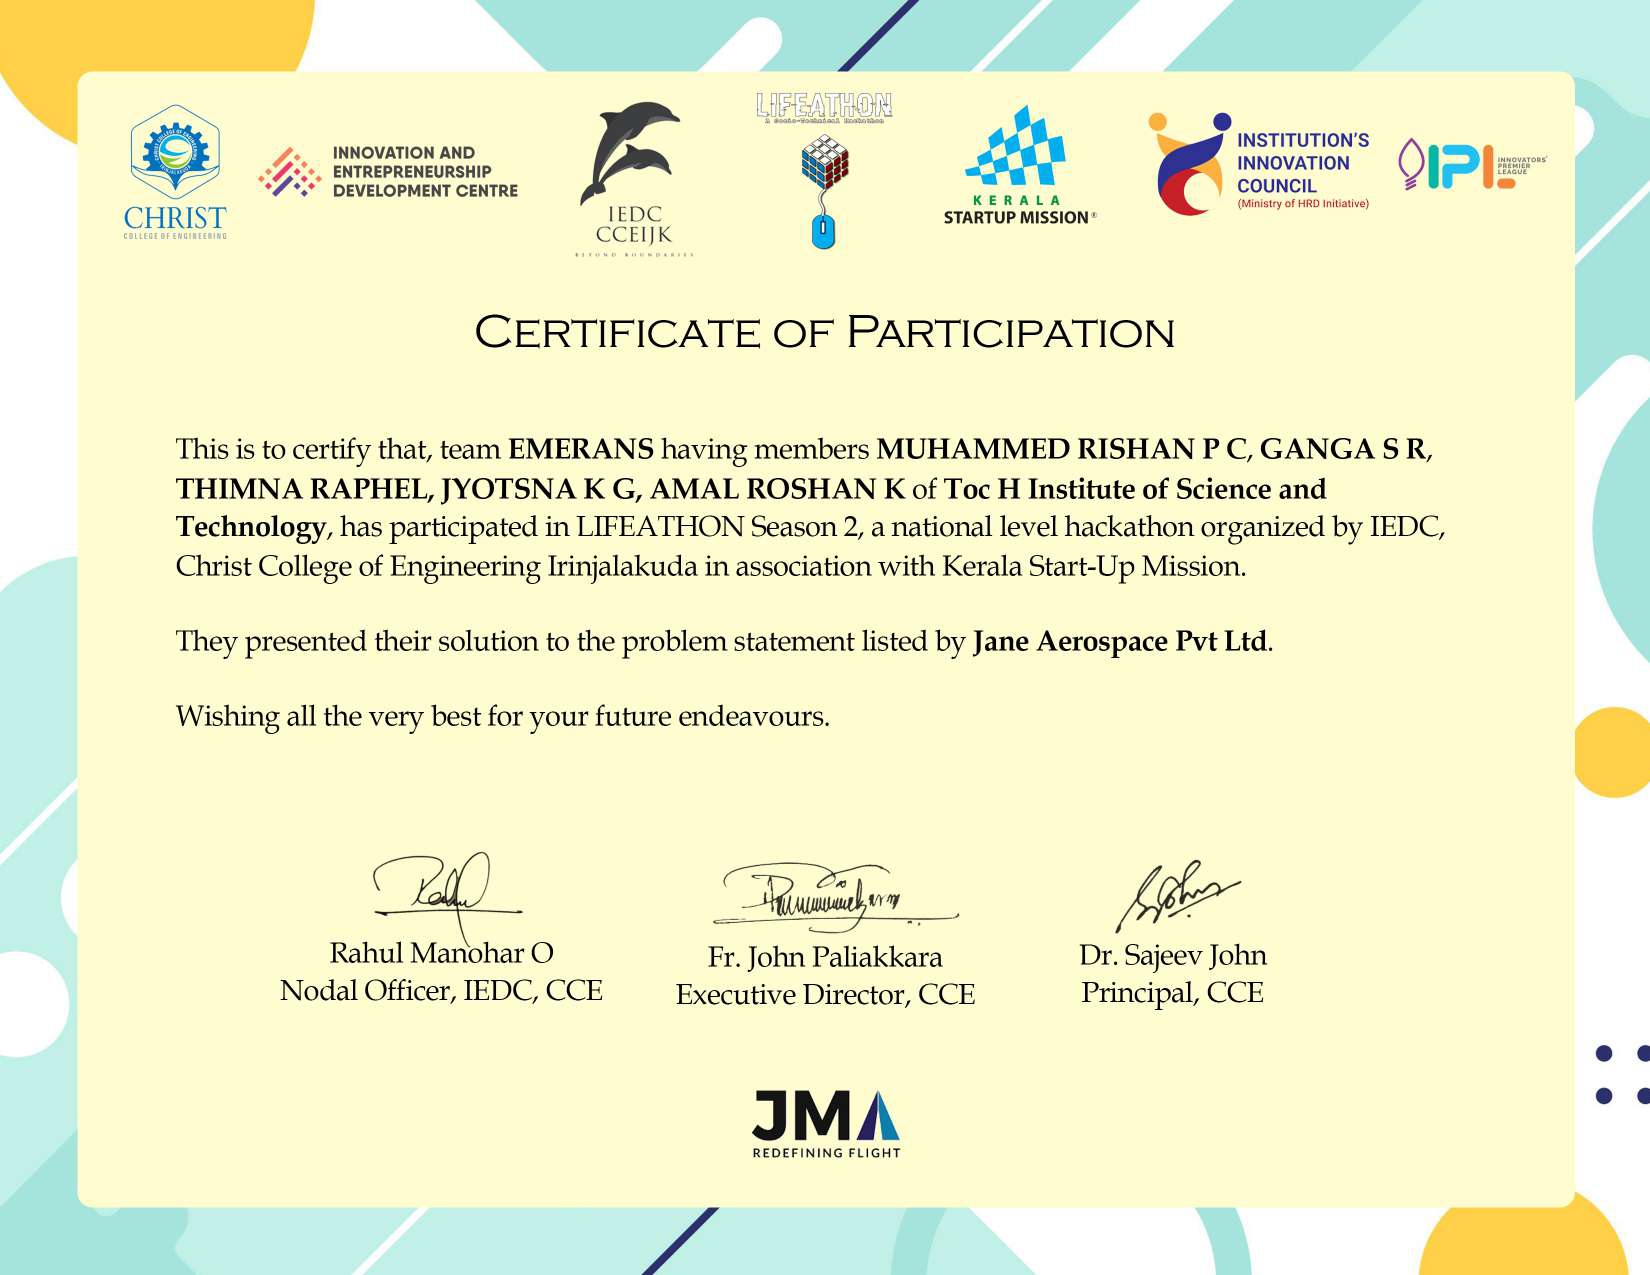 CHRIST COLLEGE OF ENGINEERING
IRINJALAKUDA
CHRIST
COLLEGE OF ENGINEERING
INNOVATION AND
ENTREPRENEURSHIP
DEVELOPMENT CENTRE
IEDC
CCEIJK
BEYOND BOUNDARIES
LIFEATHON
A Socio-Technical Hackathon
KERALA
STARTUP MISSION®
INSTITUTION'S
INNOVATION
COUNCIL
(Ministry of HRD Initiative)
IPL
INNOVATORS'
PREMIER
LEAGUE
CERTIFICATE OF PARTICIPATION
This is to certify that, team EMERANS having members MUHAMMED RISHAN P C, GANGA S R,
THIMNA RAPHEL, JYOTSNA K G, AMAL ROSHAN K of Toc H Institute of Science and
Technology, has participated in LIFEATHON Season 2, a national level hackathon organized by IEDC,
Christ College of Engineering Irinjalakuda in association with Kerala Start-Up Mission.
They presented their solution to the problem statement listed by Jane Aerospace Pvt Ltd.
Wishing all the very best for your future endeavours.
Rahul Manohar O
Nodal Officer, IEDC, CCE
Fr. John Paliakkara
Executive Director, CCE
Dr. Sajeev John
Principal, CCE
JMA
REDEFINING FLIGHT